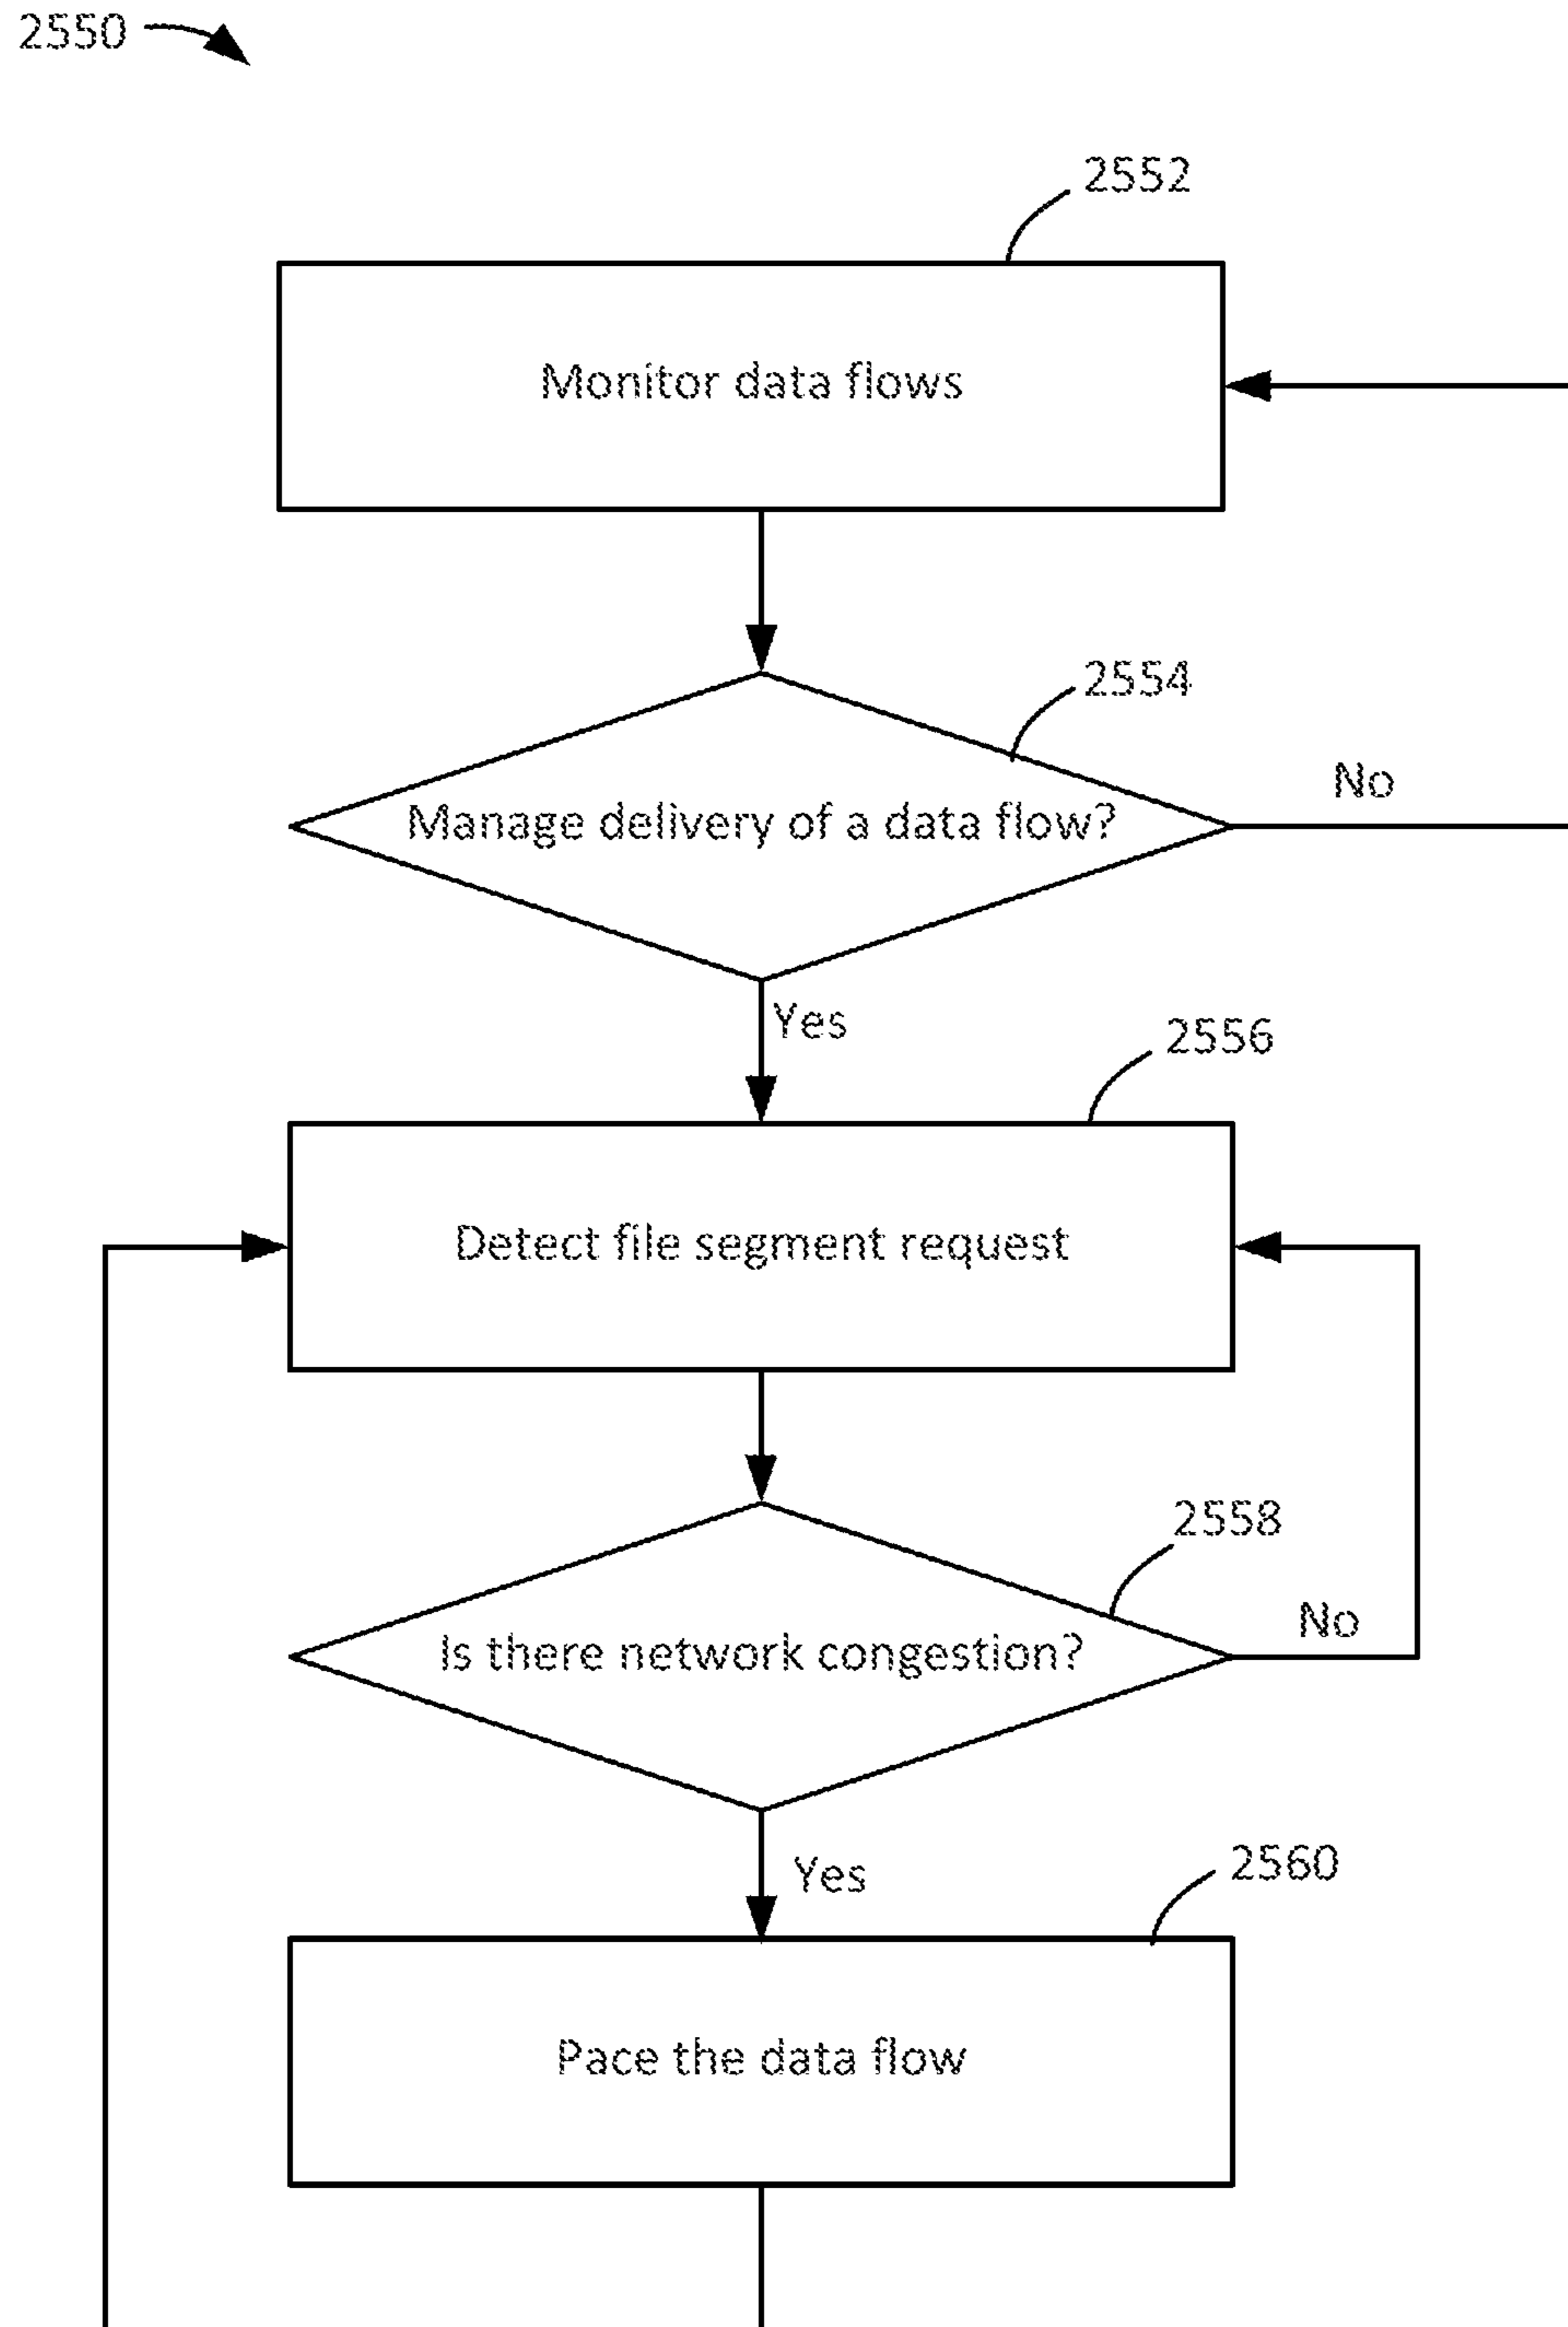 2550
2552
Monitor data flows
2554
No
Manage delivery of a data flow?
Yes
2556
Detect file segment request
2558
No
Is there network congestion?
Yes
2560
Pace the data flow